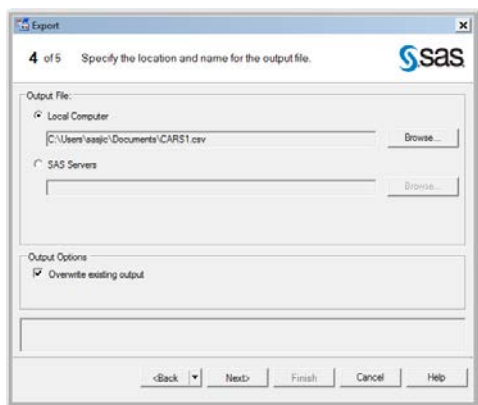 Export
4 of 5 Specify the location and name for the output file.
sas
Output File:
Local Computer
C:\Users\sasjic\Documents\CARS1.csv
Browse...
SAS Servers
Browse...
Output Options
Overwrite existing output
<Back
Next>
Finish
Cancel
Help